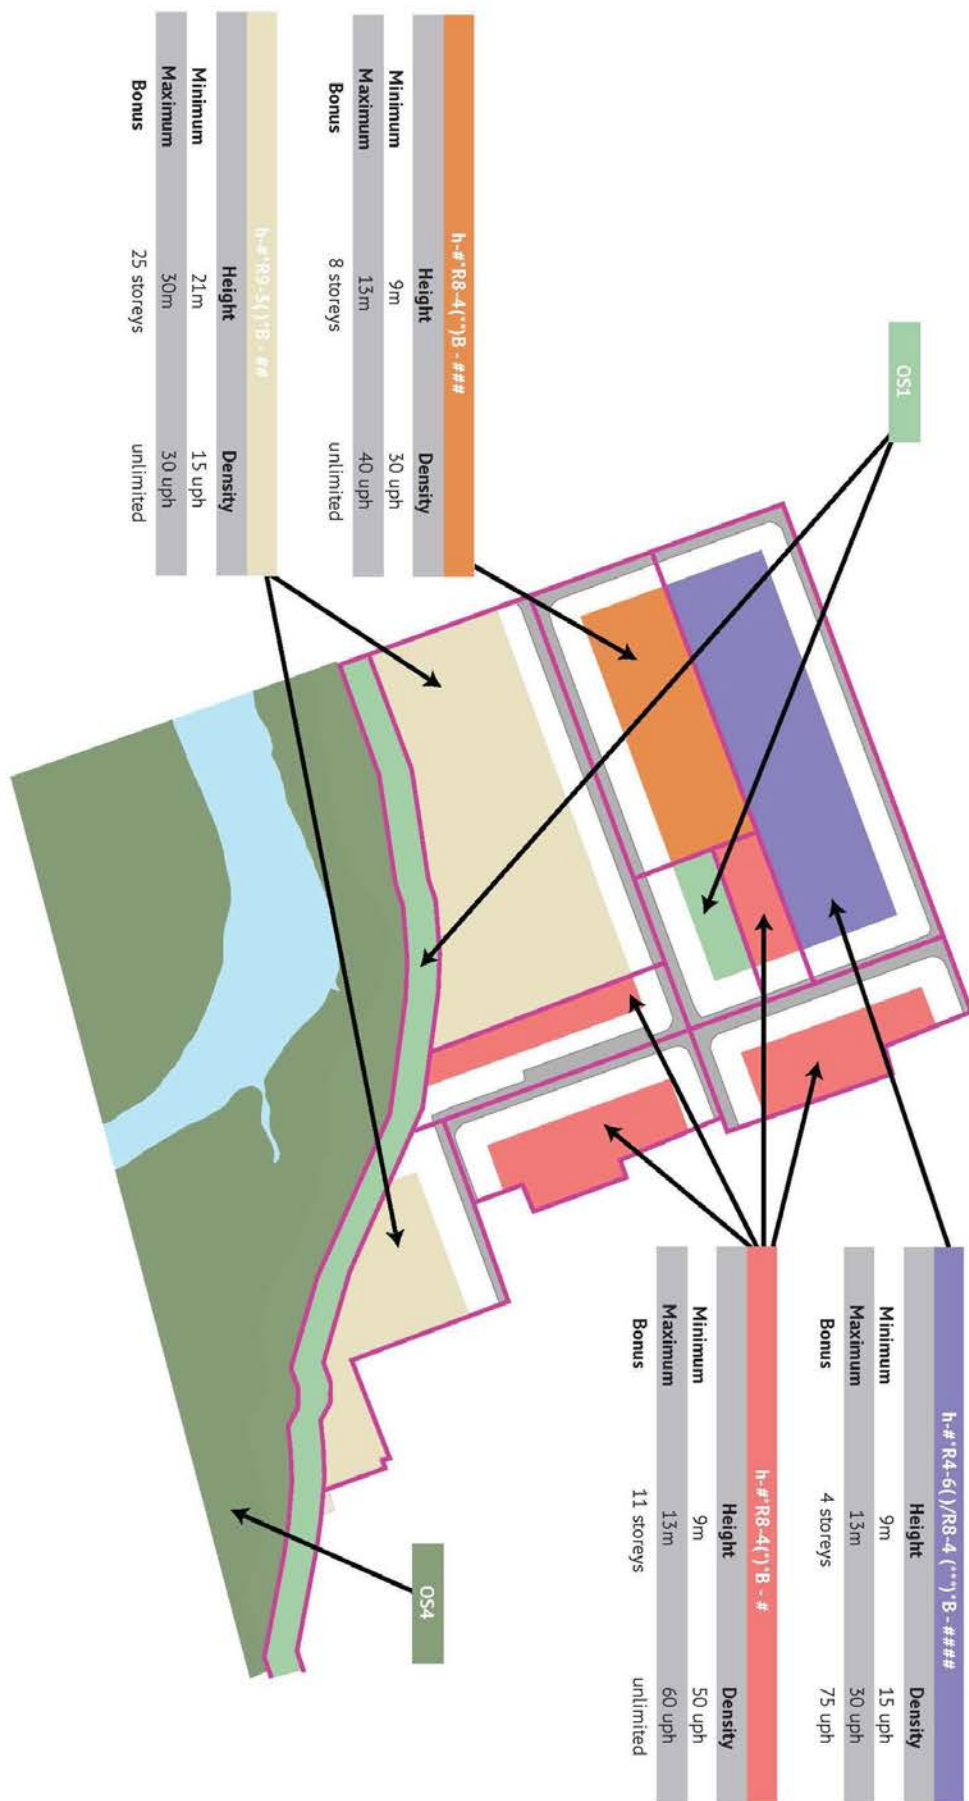 OS1
h-#*R4-6()/R8-4 (***)*B - ####
Height Density
Minimum 9m 15 uph
Maximum 13m 30 uph
Bonus 4 storeys 75 uph
h-#*R8-4(*)*B - #
Height Density
Minimum 9m 50 uph
Maximum 13m 60 uph
Bonus 11 storeys unlimited
h-#*R8-4(**)B - ###
Height Density
Minimum 9m 30 uph
Maximum 13m 40 uph
Bonus 8 storeys unlimited
h-#*R9-3()*B - ##
Height Density
Minimum 21m 15 uph
Maximum 30m 30 uph
Bonus 25 storeys unlimited
OS4